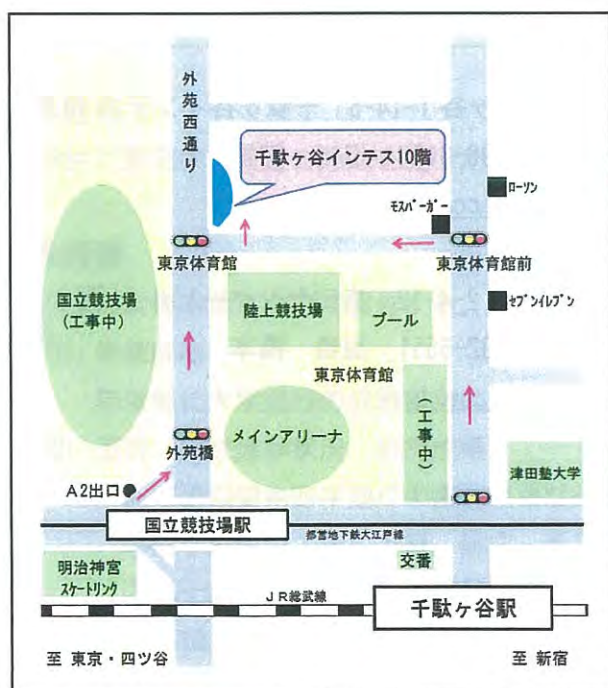 外苑西通り
千駄ヶ谷インテス10階
ローソン
モスバーガー
東京体育館
東京体育館前
国立競技場
(工事中)
陸上競技場
プール
セブンイレブン
東京体育館
(工事中)
メインアリーナ
外苑橋
津田塾大学
A2出口
国立競技場駅
都営地下鉄大江戸線
明治神宮
スケートリンク
交番
JR総武線
千駄ヶ谷駅
至 東京・四ツ谷
至 新宿